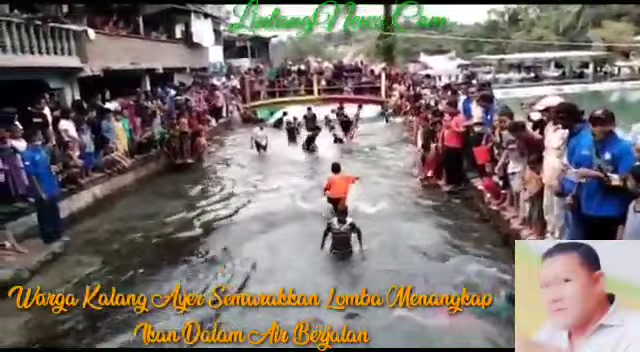 LintangNews.Com
Warga Kalang Ayer Semarakkan Lomba Menangkap
Ikan Dalam Air Berjalan